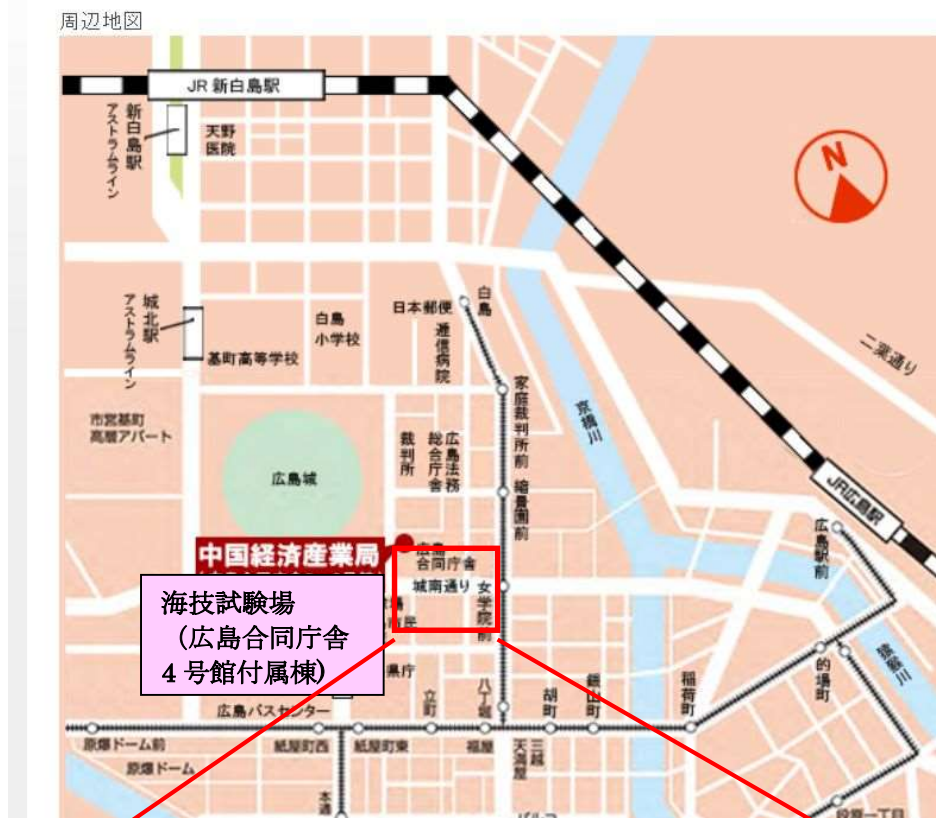 周辺地図
JR 新白島駅
新白島駅
アストラムライン
天野
医院
N
城北駅
アストラムライン
白島
小学校
基町高等学校
日本郵便
白島
逓信病院
二葉通り
市営基町
高層アパート
家庭裁判所前
京橋川
裁判所
広島法務
総合庁舎
広島城
縮景園前
JR広島駅
広島駅前
中国経済産業局
広島
合同庁舎
城南通り
女学院前
海技試験場
(広島合同庁舎
4号館付属棟)
県庁
立町
八丁堀
胡町
銀山町
稲荷町
的場町
猿猴川
広島バスセンター
原爆ドーム前
紙屋町西
紙屋町東
福屋
天満屋
三越
原爆ドーム
本通
段原一丁目